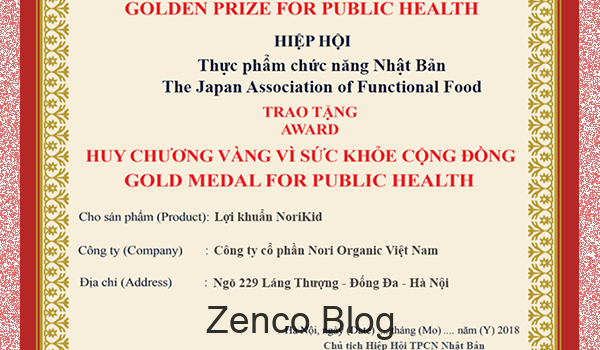 GOLDEN PRIZE FOR PUBLIC HEALTH
HIỆP HỘI
Thực phẩm chức năng Nhật Bản
The Japan Association of Functional Food
TRAO TẶNG
AWARD
HUY CHƯƠNG VÀNG VÌ SỨC KHỎE CỘNG ĐỒNG
GOLD MEDAL FOR PUBLIC HEALTH
Cho sản phẩm (Product): Lợi khuẩn NoriKid
Công ty (Company) : Công ty cổ phần Nori Organic Việt Nam
Địa chỉ (Address) : Ngõ 229 Láng Thượng - Đống Đa - Hà Nội
Zenco Blog
Hà Nội, ngày (Date) ....tháng (Mo) .... năm (Y) 2018
Chủ tịch Hiệp Hội TPCN Nhật Bản